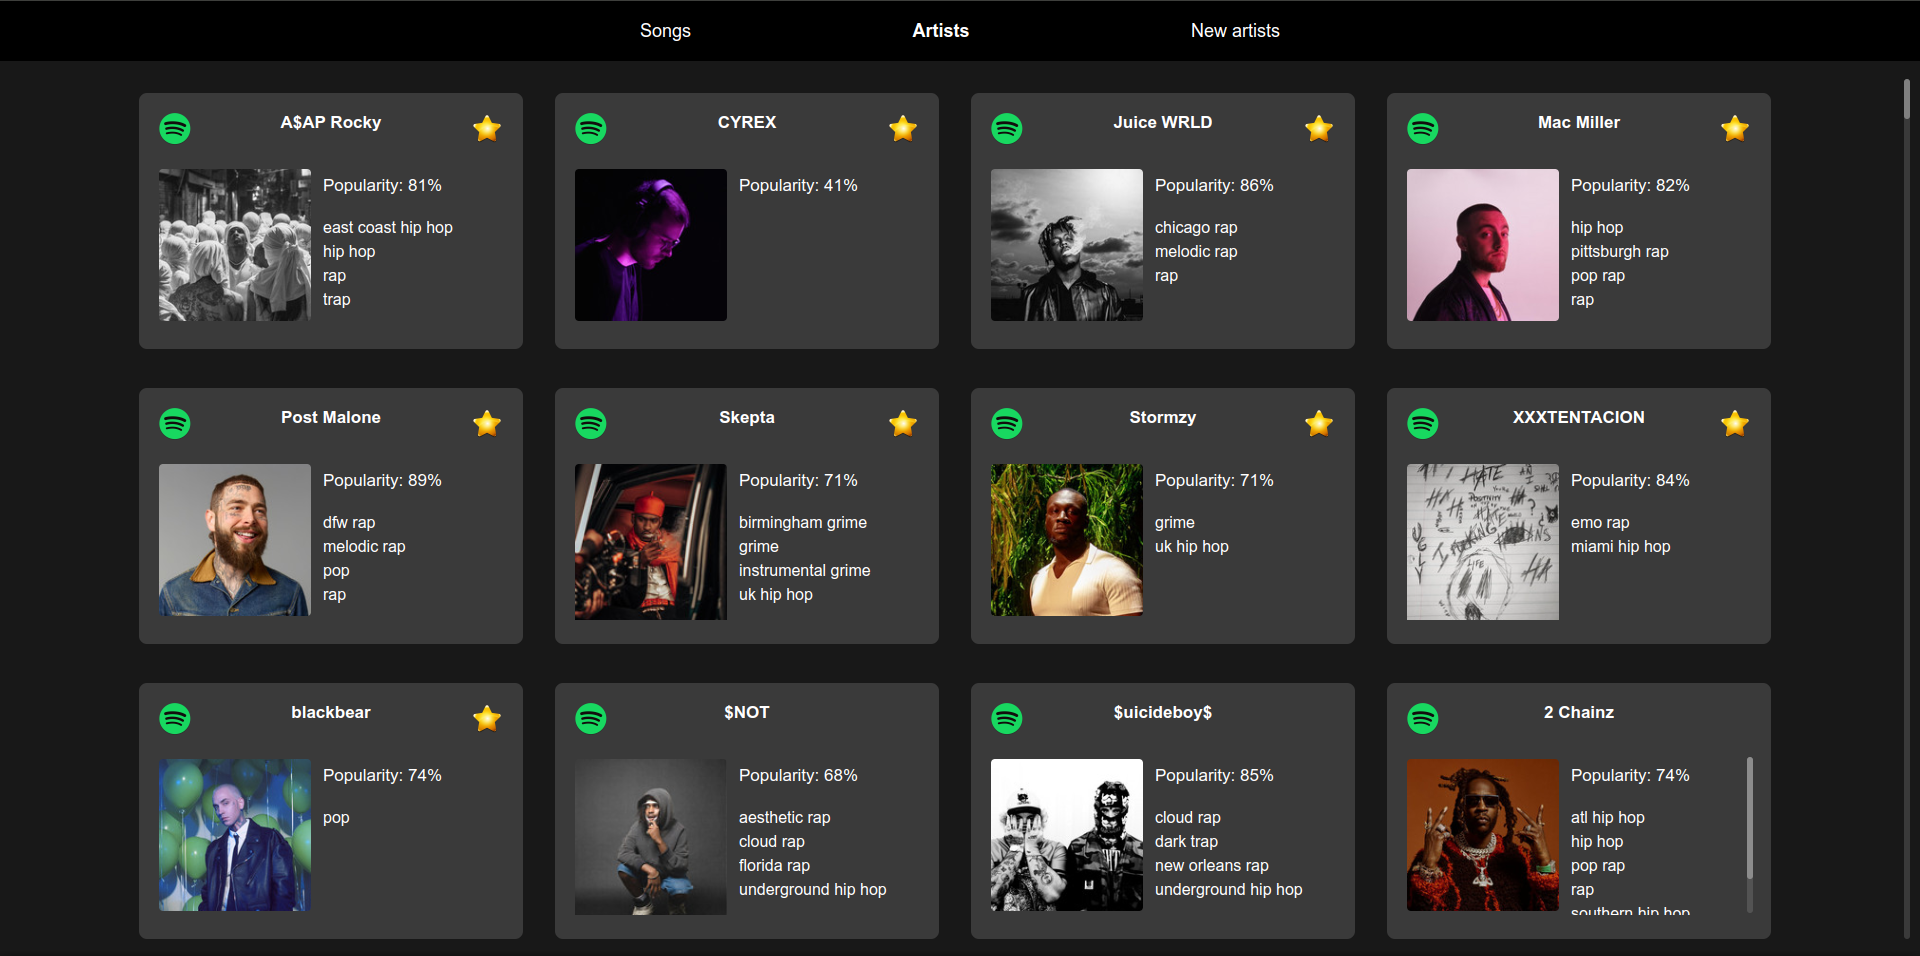 Songs
Artists
New artists
A$AP Rocky
Popularity: 81%
east coast hip hop
hip hop
rap
trap
CYREX
Popularity: 41%
Juice WRLD
Popularity: 86%
chicago rap
melodic rap
rap
Mac Miller
Popularity: 82%
hip hop
pittsburgh rap
pop rap
rap
Post Malone
Popularity: 89%
dfw rap
melodic rap
pop
rap
Skepta
Popularity: 71%
birmingham grime
grime
instrumental grime
uk hip hop
Stormzy
Popularity: 71%
grime
uk hip hop
XXXTENTACION
Popularity: 84%
emo rap
miami hip hop
HATE
LIFE
HA
blackbear
Popularity: 74%
pop
$NOT
Popularity: 68%
aesthetic rap
cloud rap
florida rap
underground hip hop
$uicideboy$
Popularity: 85%
cloud rap
dark trap
new orleans rap
underground hip hop
2 Chainz
Popularity: 74%
atl hip hop
hip hop
pop rap
rap
southern hip hop